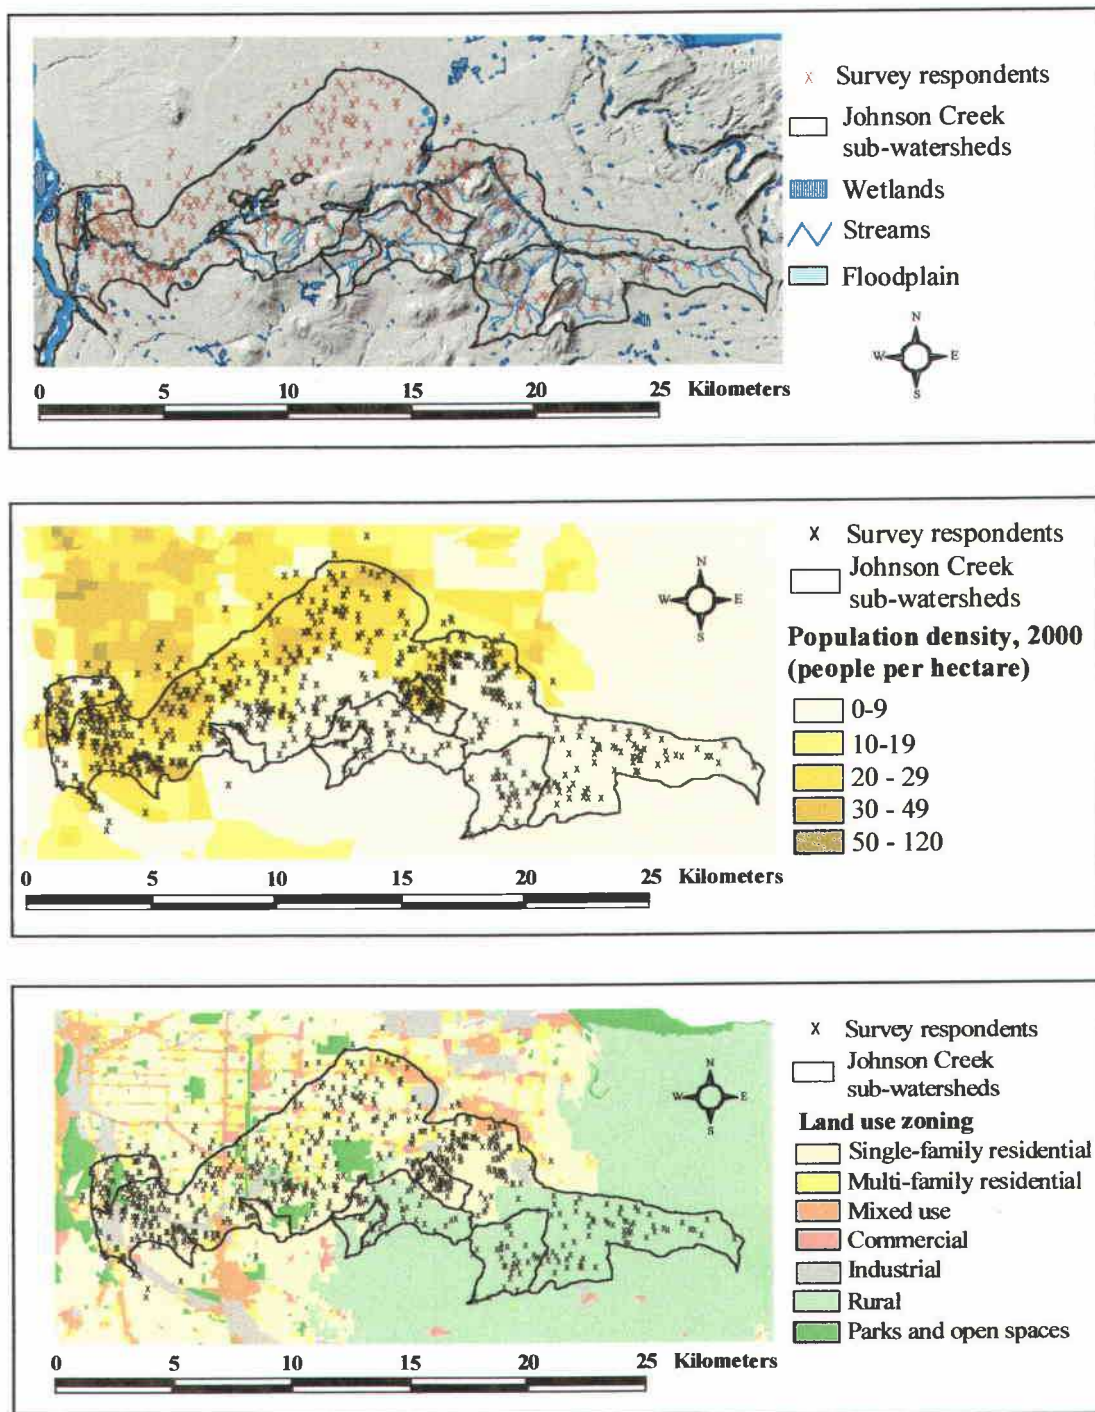 Survey respondents
Johnson Creek
sub-watersheds
Wetlands
Streams
Floodplain
N
W E
S
0 5 10 15 20 25 Kilometers
Survey respondents
Johnson Creek
sub-watersheds
N
W E
S
Population density, 2000
(people per hectare)
0-9
10-19
20 - 29
30 - 49
50 - 120
0 5 10 15 20 25 Kilometers
Survey respondents
Johnson Creek
sub-watersheds
N
W E
S
Land use zoning
Single-family residential
Multi-family residential
Mixed use
Commercial
Industrial
Rural
Parks and open spaces
0 5 10 15 20 25 Kilometers